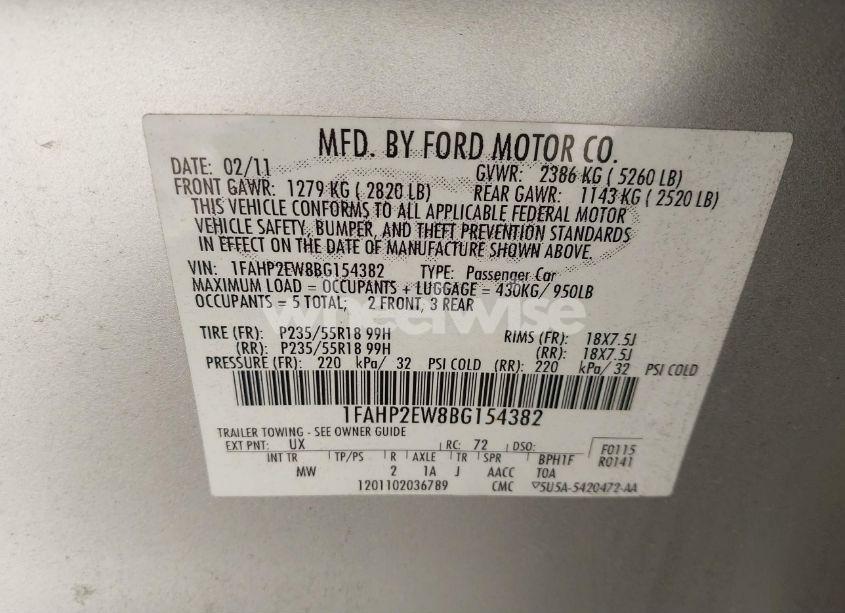 MFD. BY FORD MOTOR CO.
DATE: 02/11 GVWR: 2386 KG ( 5260 LB)
FRONT GAWR: 1279 KG ( 2820 LB) REAR GAWR: 1143 KG ( 2520 LB)
THIS VEHICLE CONFORMS TO ALL APPLICABLE FEDERAL MOTOR
VEHICLE SAFETY, BUMPER, AND THEFT PREVENTION STANDARDS
IN EFFECT ON THE DATE OF MANUFACTURE SHOWN ABOVE.
VIN: 1FAHP2EW8BG154382 TYPE: Passenger Car
MAXIMUM LOAD = OCCUPANTS + LUGGAGE = 430KG/ 950LB
OCCUPANTS = 5 TOTAL; 2 FRONT, 3 REAR
wheelwise
TIRE (FR): P235/55R18 99H RIMS (FR): 18X7.5J
(RR): P235/55R18 99H (RR): 18X7.5J
PRESSURE (FR): 220 kPa/ 32 PSI COLD (RR): 220 kPa/ 32 PSI COLD
1FAHP2EW8BG154382
TRAILER TOWING - SEE OWNER GUIDE
EXT PNT: UX RC: 72 DSO: F0115
INT TR TP/PS R AXLE TR SPR BPH1F R0141
MW 2 1A J AACC TOA
1201102036789 CMC 5U5A-5420472-AA